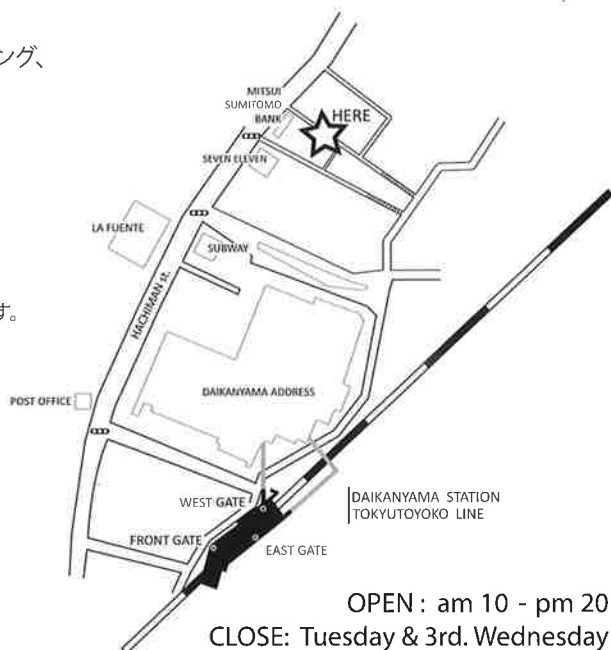 ング、
MITSUI
SUMITOMO
BANK
HERE
SEVEN ELEVEN
LA FUENTE
SUBWAY
HACHIMAN st.
す。
DAIKANYAMA ADDRESS
POST OFFICE
WEST GATE
DAIKANYAMA STATION
TOKYUTOYOKO LINE
FRONT GATE
EAST GATE
OPEN : am 10 - pm 20
CLOSE: Tuesday & 3rd. Wednesday